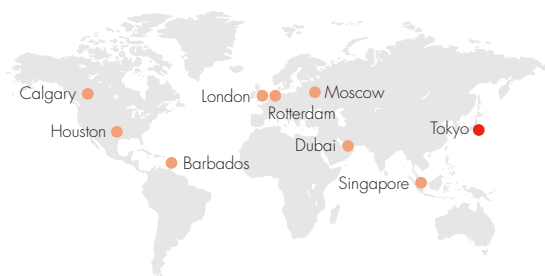 Calgary
London
Moscow
Rotterdam
Houston
Tokyo
Dubai
Barbados
Singapore